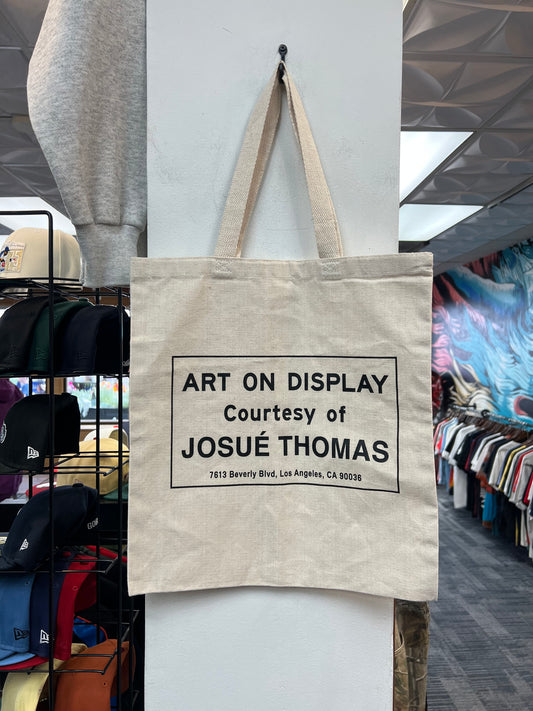 ART ON DISPLAY
Courtesy of
JOSUÉ THOMAS
7613 Beverly Blvd, Los Angeles, CA 90036